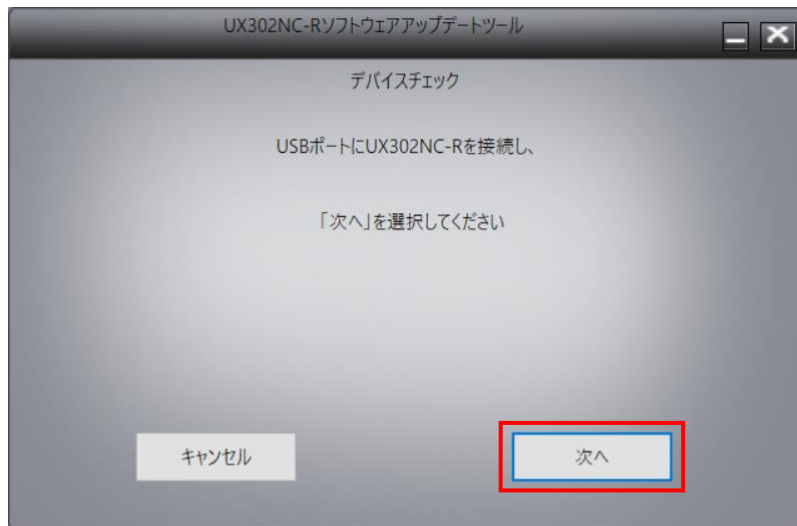 UX302NC-Rソフトウェアアップデートツール
デバイスチェック
USBポートにUX302NC-Rを接続し、
「次へ」を選択してください
キャンセル
次へ